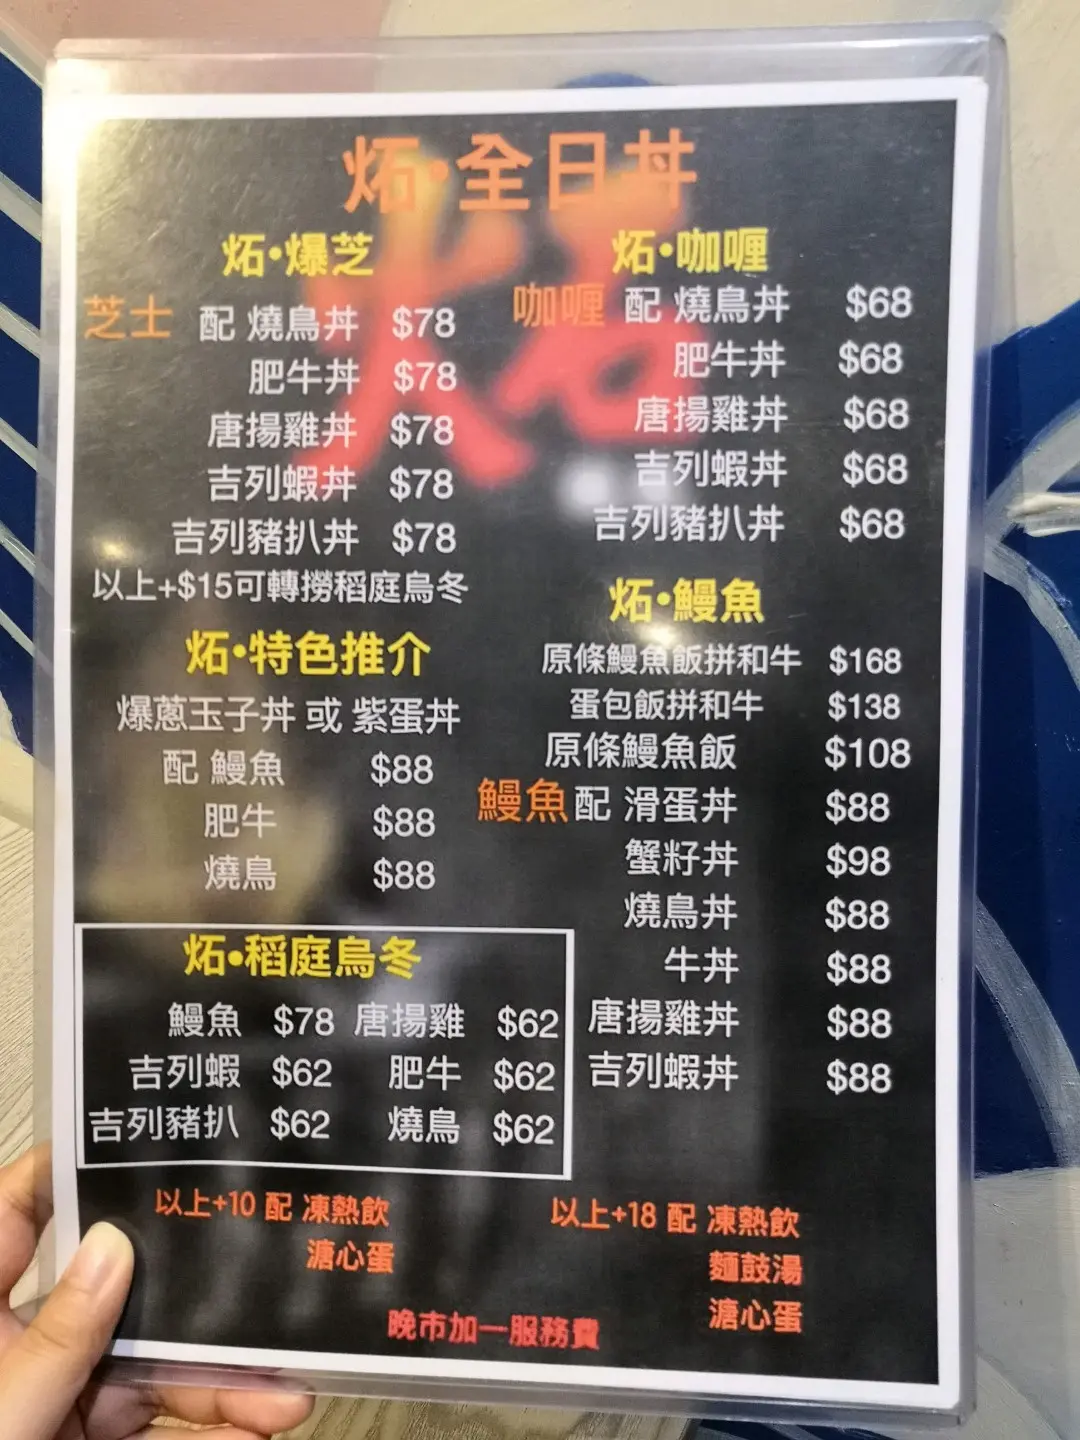 炻•全日丼
炻•爆芝
芝士 配 燒鳥丼 $78
肥牛丼 $78
唐揚雞丼 $78
吉列蝦丼 $78
吉列豬扒丼 $78
以上+$15可轉撈稻庭烏冬
炻•特色推介
爆蔥玉子丼 或 紫蛋丼
配 鰻魚 $88
肥牛 $88
燒鳥 $88
炻•稻庭烏冬
鰻魚 $78 唐揚雞 $62
吉列蝦 $62 肥牛 $62
吉列豬扒 $62 燒鳥 $62
炻•咖喱
咖喱 配 燒鳥丼 $68
肥牛丼 $68
唐揚雞丼 $68
吉列蝦丼 $68
吉列豬扒丼 $68
炻•鰻魚
原條鰻魚飯拼和牛 $168
蛋包飯拼和牛 $138
原條鰻魚飯 $108
鰻魚 配 滑蛋丼 $88
蟹籽丼 $98
燒鳥丼 $88
牛丼 $88
唐揚雞丼 $88
吉列蝦丼 $88
以上+10 配 凍熱飲
溏心蛋
以上+18 配 凍熱飲
麵鼓湯
溏心蛋
晚市加一服務費